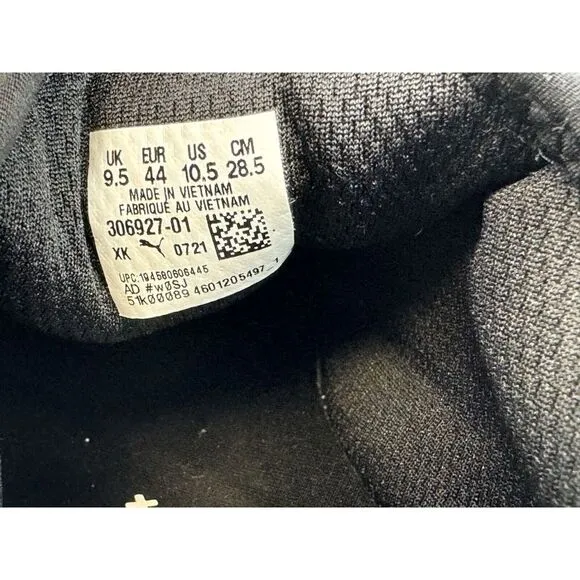 UK EUR US CM
9.5 44 10.5 28.5
MADE IN VIETNAM
FABRIQUÉ AU VIETNAM
306927-01
XK 0721
UPC:194580606445
AD #w0SJ
51k00089 4601205497_1